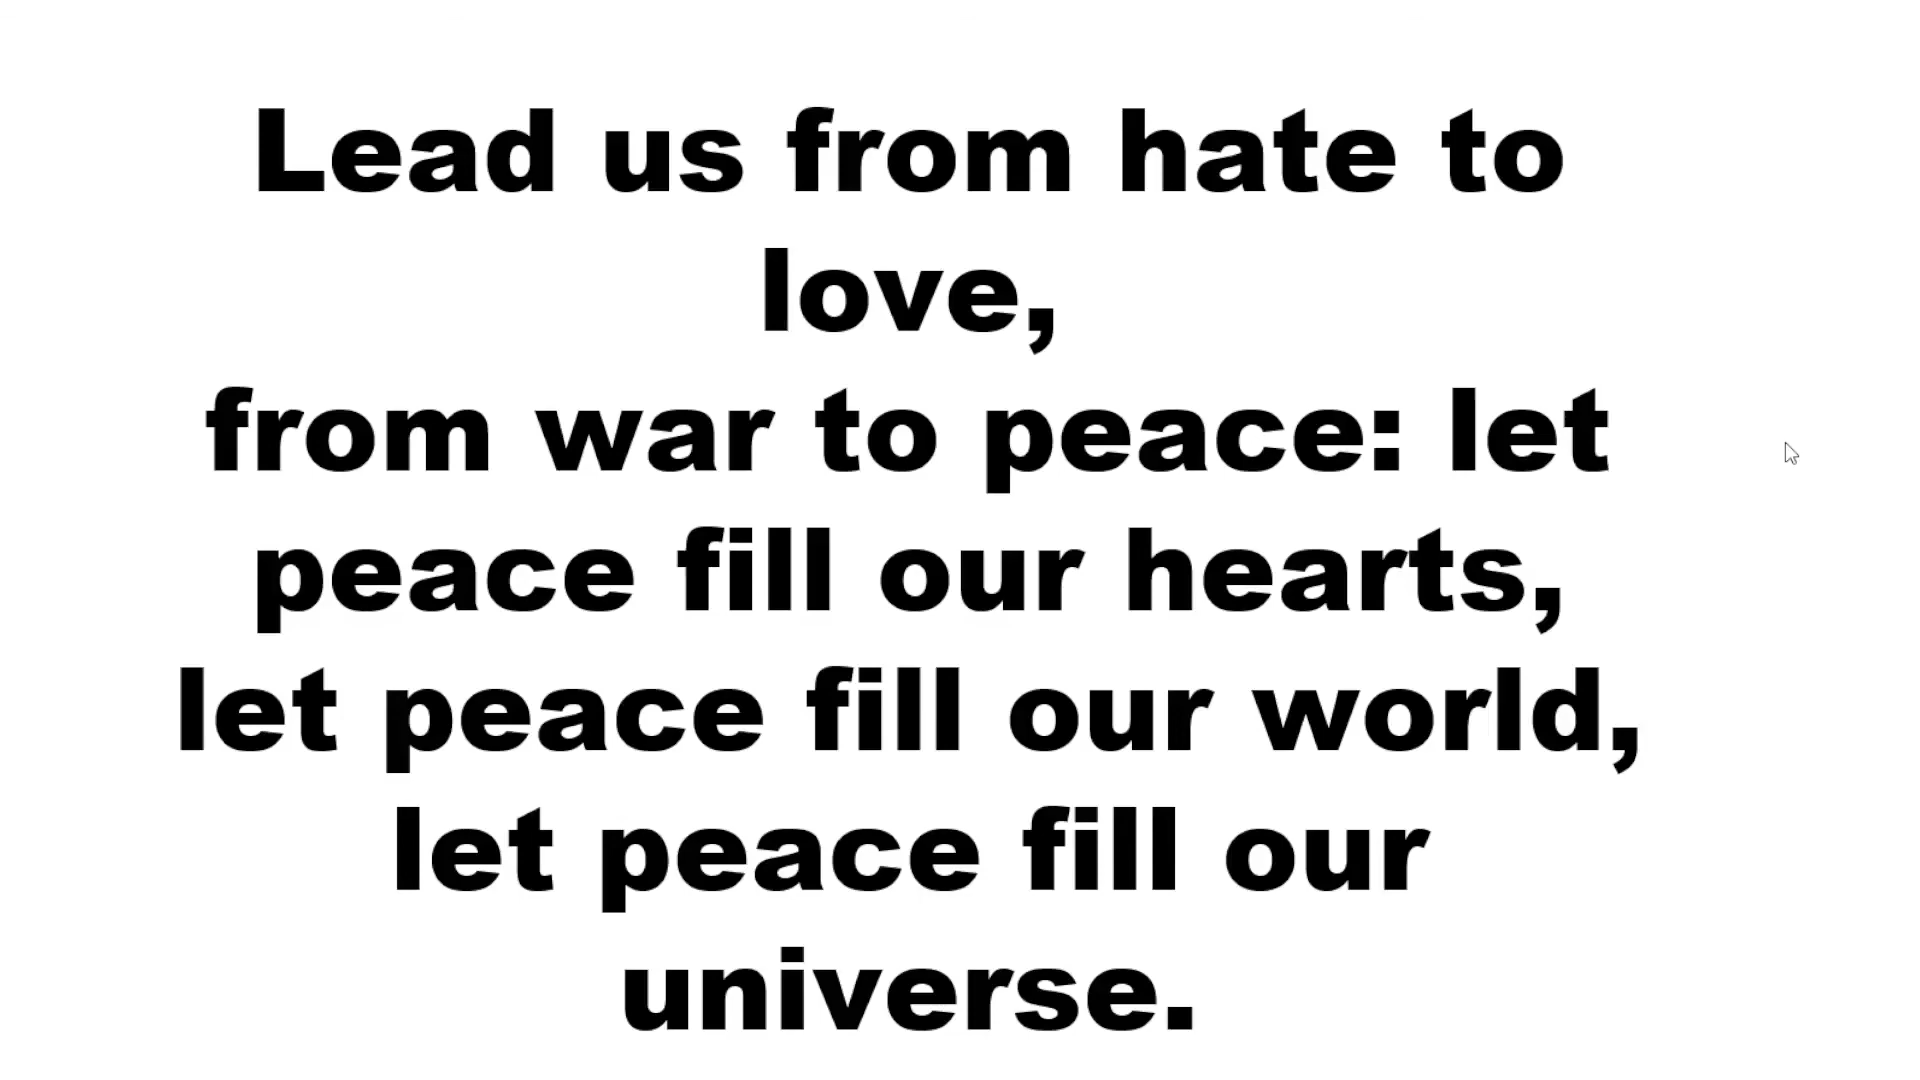 Lead us from hate to
love,
from war to peace: let
peace fill our hearts,
let peace fill our world,
let peace fill our
universe.